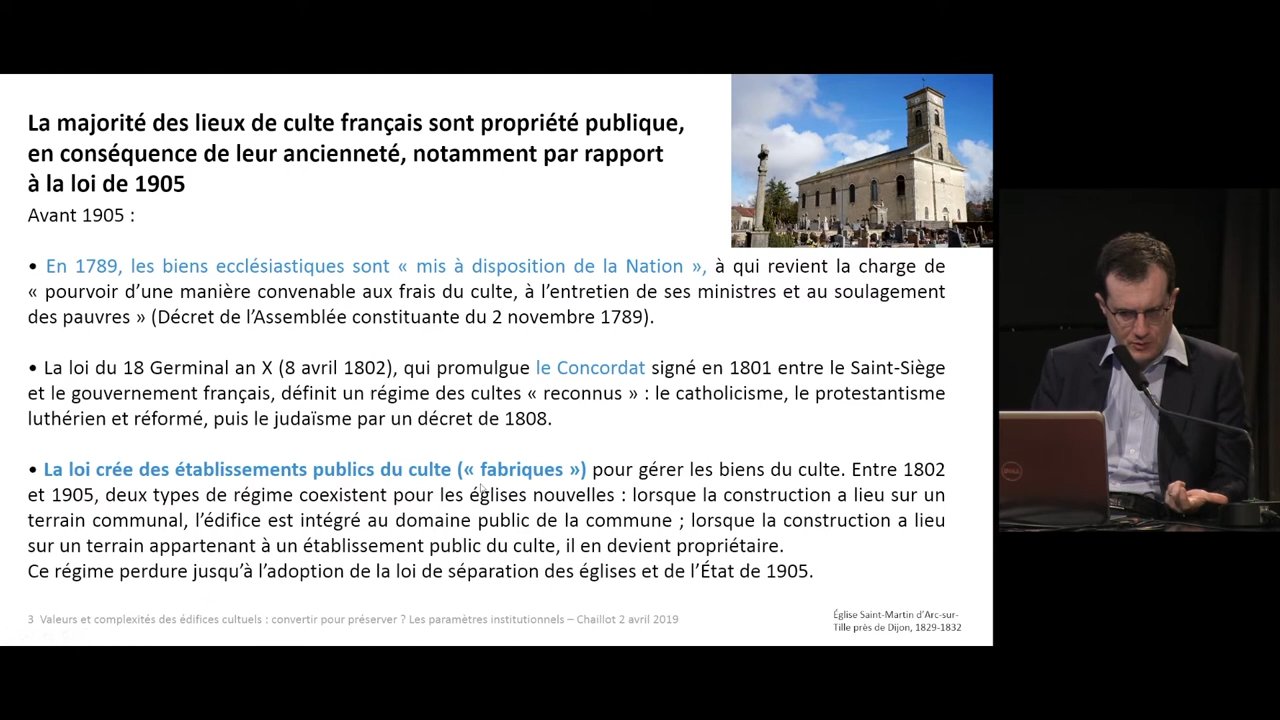 La majorité des lieux de culte français sont propriété publique,
en conséquence de leur ancienneté, notamment par rapport
à la loi de 1905
Avant 1905 :
• En 1789, les biens ecclésiastiques sont « mis à disposition de la Nation », à qui revient la charge de
« pourvoir d’une manière convenable aux frais du culte, à l’entretien de ses ministres et au soulagement
des pauvres » (Décret de l’Assemblée constituante du 2 novembre 1789).
• La loi du 18 Germinal an X (8 avril 1802), qui promulgue le Concordat signé en 1801 entre le Saint-Siège
et le gouvernement français, définit un régime des cultes « reconnus » : le catholicisme, le protestantisme
luthérien et réformé, puis le judaïsme par un décret de 1808.
• La loi crée des établissements publics du culte (« fabriques ») pour gérer les biens du culte. Entre 1802
et 1905, deux types de régime coexistent pour les églises nouvelles : lorsque la construction a lieu sur un
terrain communal, l’édifice est intégré au domaine public de la commune ; lorsque la construction a lieu
sur un terrain appartenant à un établissement public du culte, il en devient propriétaire.
Ce régime perdure jusqu’à l’adoption de la loi de séparation des églises et de l’État de 1905.
3 Valeurs et complexités des édifices cultuels : convertir pour préserver ? Les paramètres institutionnels – Chaillot 2 avril 2019
Église Saint-Martin d’Arc-sur-
Tille près de Dijon, 1829-1832
DELL